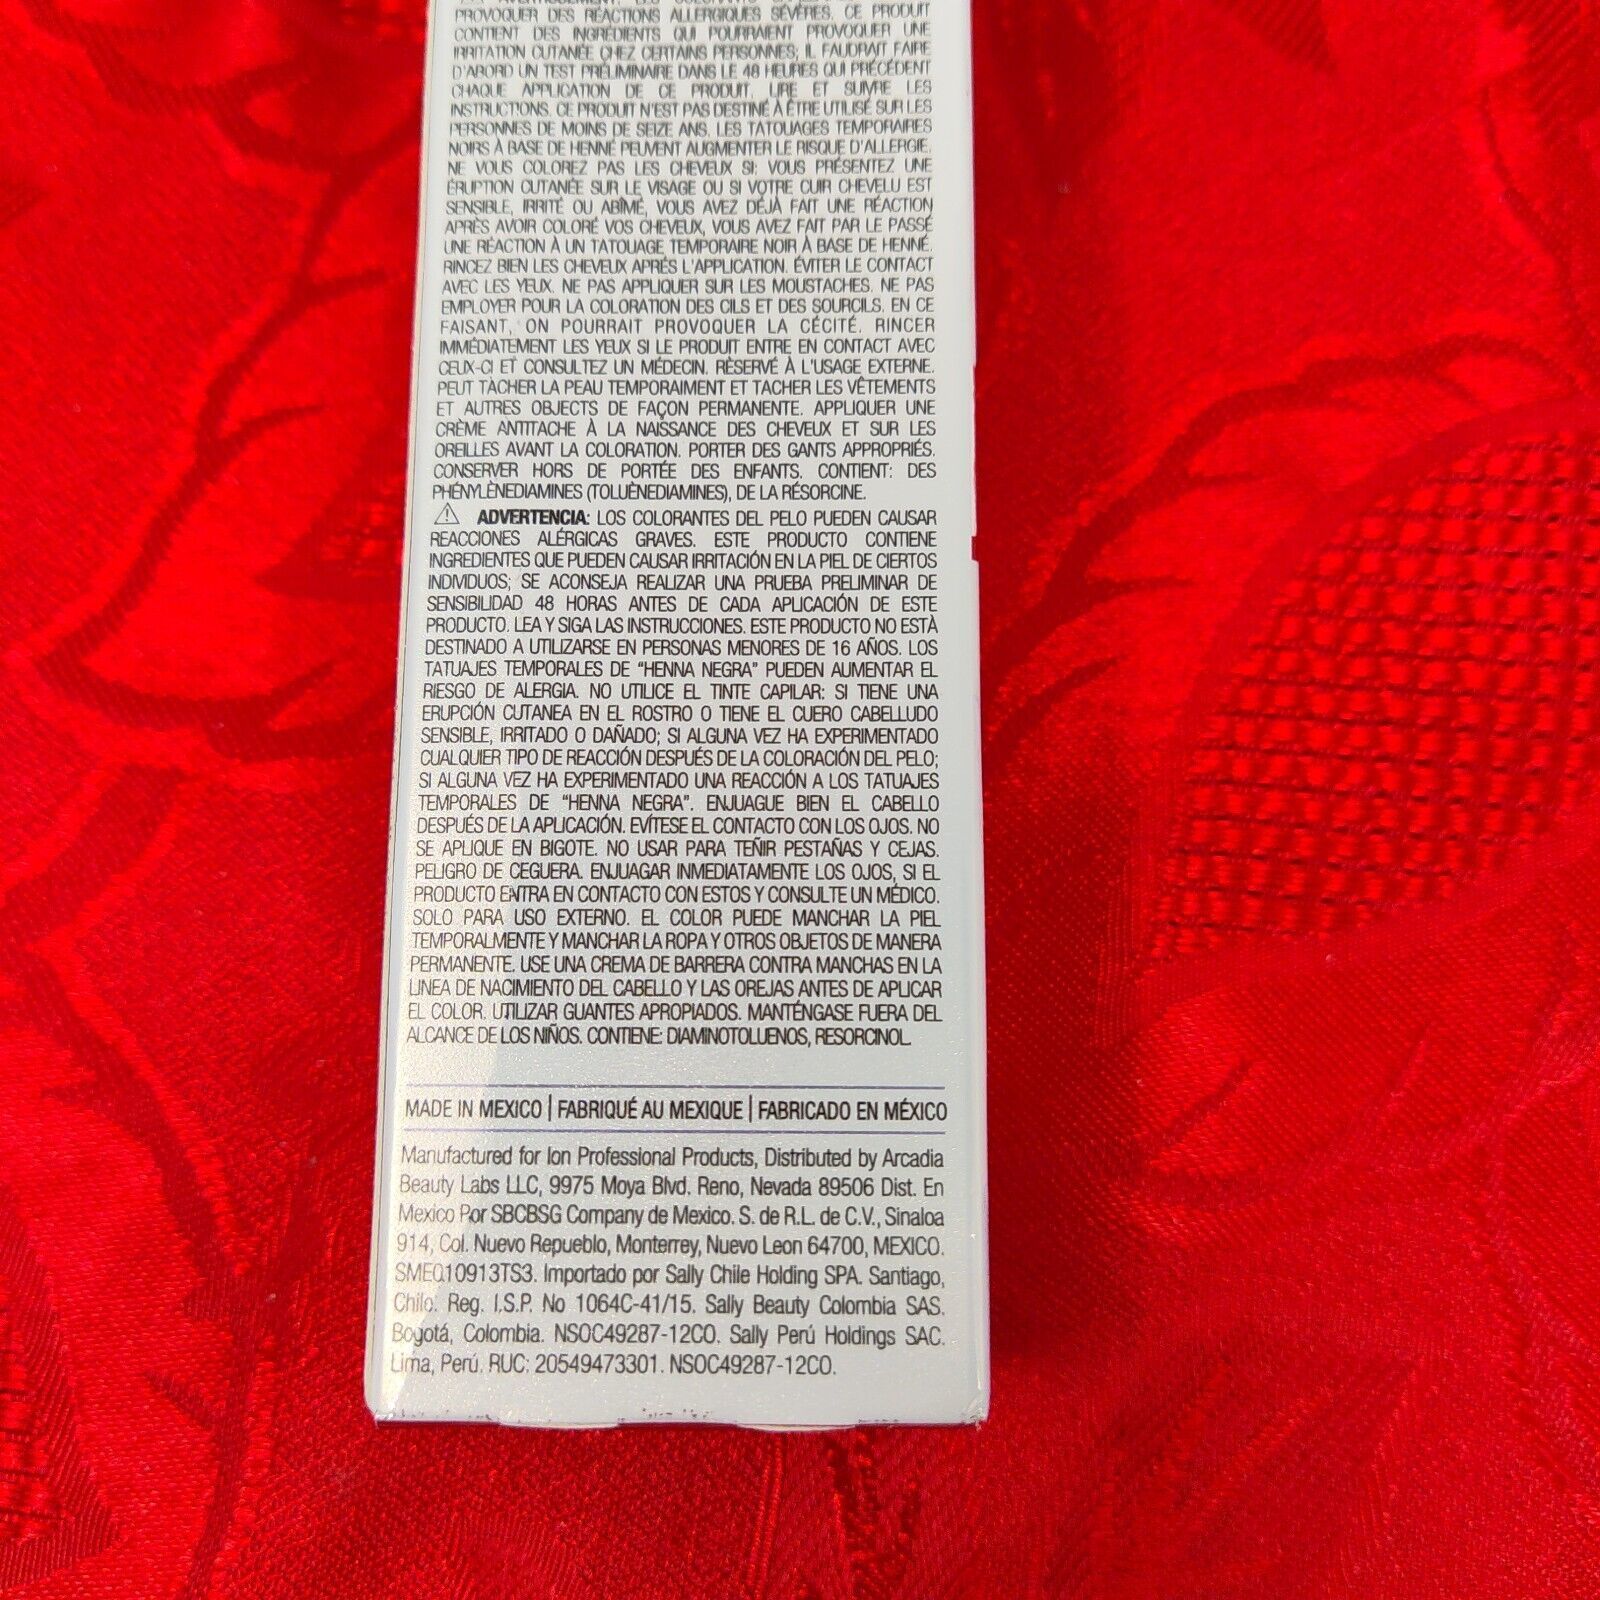 PROVOQUER DES RÉACTIONS ALLERGIQUES SÉVÈRES. CE PRODUIT
CONTIENT DES INGRÉDIENTS QUI POURRAIENT PROVOQUER UNE
IRRITATION CUTANÉE CHEZ CERTAINS PERSONNES; IL FAUDRAIT FAIRE
D'ABORD UN TEST PRÉLIMINAIRE DANS LE 48 HEURES QUI PRÉCÈDENT
CHAQUE APPLICATION DE CE PRODUIT. LIRE ET SUIVRE LES
INSTRUCTIONS. CE PRODUIT N'EST PAS DESTINÉ À ÊTRE UTILISÉ SUR LES
PERSONNES DE MOINS DE SEIZE ANS. LES TATOUAGES TEMPORAIRES
NOIRS À BASE DE HENNÉ PEUVENT AUGMENTER LE RISQUE D'ALLERGIE.
NE VOUS COLOREZ PAS LES CHEVEUX SI: VOUS PRÉSENTEZ UNE
ÉRUPTION CUTANÉE SUR LE VISAGE OU SI VOTRE CUIR CHEVELU EST
SENSIBLE, IRRITÉ OU ABÎMÉ, VOUS AVEZ DÉJÀ FAIT UNE RÉACTION
APRÈS AVOIR COLORÉ VOS CHEVEUX, VOUS AVEZ FAIT PAR LE PASSÉ
UNE RÉACTION À UN TATOUAGE TEMPORAIRE NOIR À BASE DE HENNÉ.
RINCEZ BIEN LES CHEVEUX APRÈS L'APPLICATION. ÉVITER LE CONTACT
AVEC LES YEUX. NE PAS APPLIQUER SUR LES MOUSTACHES. NE PAS
EMPLOYER POUR LA COLORATION DES CILS ET DES SOURCILS. EN CE
FAISANT, ON POURRAIT PROVOQUER LA CÉCITÉ. RINCER
IMMÉDIATEMENT LES YEUX SI LE PRODUIT ENTRE EN CONTACT AVEC
CEUX-CI ET CONSULTEZ UN MÉDECIN. RÉSERVÉ À L'USAGE EXTERNE.
PEUT TÀCHER LA PEAU TEMPORAIMENT ET TACHER LES VÊTEMENTS
ET AUTRES OBJECTS DE FAÇON PERMANENTE. APPLIQUER UNE
CRÈME ANTITACHE À LA NAISSANCE DES CHEVEUX ET SUR LES
OREILLES AVANT LA COLORATION. PORTER DES GANTS APPROPRIÉS.
CONSERVER HORS DE PORTÉE DES ENFANTS. CONTIENT: DES
PHÉNYLÈNEDIAMINES (TOLUÈNEDIAMINES), DE LA RÉSORCINE.
⚠ ADVERTENCIA: LOS COLORANTES DEL PELO PUEDEN CAUSAR
REACCIONES ALÉRGICAS GRAVES. ESTE PRODUCTO CONTIENE
INGREDIENTES QUE PUEDEN CAUSAR IRRITACIÓN EN LA PIEL DE CIERTOS
INDIVIDUOS; SE ACONSEJA REALIZAR UNA PRUEBA PRELIMINAR DE
SENSIBILIDAD 48 HORAS ANTES DE CADA APLICACIÓN DE ESTE
PRODUCTO. LEA Y SIGA LAS INSTRUCCIONES. ESTE PRODUCTO NO ESTÀ
DESTINADO A UTILIZARSE EN PERSONAS MENORES DE 16 AÑOS. LOS
TATUAJES TEMPORALES DE "HENNA NEGRA" PUEDEN AUMENTAR EL
RIESGO DE ALERGIA. NO UTILICE EL TINTE CAPILAR: SI TIENE UNA
ERUPCIÓN CUTANEA EN EL ROSTRO O TIENE EL CUERO CABELLUDO
SENSIBLE, IRRITADO O DAÑADO; SI ALGUNA VEZ HA EXPERIMENTADO
CUALQUIER TIPO DE REACCIÓN DESPUÉS DE LA COLORACIÓN DEL PELO;
SI ALGUNA VEZ HA EXPERIMENTADO UNA REACCIÓN A LOS TATUAJES
TEMPORALES DE "HENNA NEGRA". ENJUAGUE BIEN EL CABELLO
DESPUÉS DE LA APLICACIÓN. EVÍTESE EL CONTACTO CON LOS OJOS. NO
SE APLIQUE EN BIGOTE. NO USAR PARA TEÑIR PESTAÑAS Y CEJAS.
PELIGRO DE CEGUERA. ENJUAGAR INMEDIATAMENTE LOS OJOS, SI EL
PRODUCTO ENTRA EN CONTACTO CON ESTOS Y CONSULTE UN MÉDICO.
SOLO PARA USO EXTERNO. EL COLOR PUEDE MANCHAR LA PIEL
TEMPORALMENTE Y MANCHAR LA ROPA Y OTROS OBJETOS DE MANERA
PERMANENTE. USE UNA CREMA DE BARRERA CONTRA MANCHAS EN LA
LINEA DE NACIMIENTO DEL CABELLO Y LAS OREJAS ANTES DE APLICAR
EL COLOR. UTILIZAR GUANTES APROPIADOS. MANTÉNGASE FUERA DEL
ALCANCE DE LOS NIÑOS. CONTIENE: DIAMINOTOLUENOS, RESORCINOL.
MADE IN MEXICO | FABRIQUÉ AU MEXIQUE | FABRICADO EN MÉXICO
Manufactured for Ion Professional Products, Distributed by Arcadia
Beauty Labs LLC, 9975 Moya Blvd. Reno, Nevada 89506 Dist. En
Mexico Por SBCBSG Company de Mexico. S. de R.L. de C.V., Sinaloa
914, Col. Nuevo Repueblo, Monterrey, Nuevo Leon 64700, MEXICO.
SME010913TS3. Importado por Sally Chile Holding SPA. Santiago,
Chile. Reg. I.S.P. No 1064C-41/15. Sally Beauty Colombia SAS.
Bogotá, Colombia. NSOC49287-12CO. Sally Perú Holdings SAC.
Lima, Perú. RUC: 20549473301. NSOC49287-12CO.